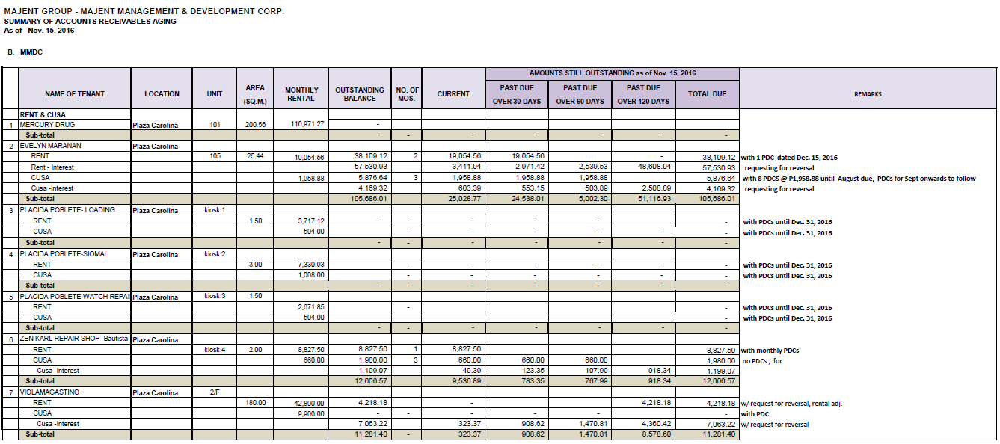 MAJENT GROUP - MAJENT MANAGEMENT & DEVELOPMENT CORP.
SUMMARY OF ACCOUNTS RECEIVABLES AGING
As of Nov. 15, 2016
B. MMDC
AMOUNTS STILL OUTSTANDING as of Nov. 15, 2016
NAME OF TENANT LOCATION UNIT AREA (SQ.M.) MONTHLY RENTAL OUTSTANDING BALANCE NO. OF MOS. CURRENT PAST DUE OVER 30 DAYS PAST DUE OVER 60 DAYS PAST DUE OVER 120 DAYS TOTAL DUE REMARKS
RENT & CUSA
1 MERCURY DRUG Plaza Carolina 101 200.56 110,971.27 - -
Sub-total - - - - - - -
2 EVELYN MARANAN Plaza Carolina
RENT 105 25.44 19,054.56 38,109.12 2 19,054.56 19,054.56 - 38,109.12 with 1 PDC dated Dec. 15, 2016
Rent - Interest 57,530.93 3,411.94 2,971.42 2,539.53 48,608.04 57,530.93 requesting for reversal
CUSA 1,958.88 5,876.64 3 1,958.88 1,958.88 1,958.88 5,876.64 with 8 PDCS @ P1,958.88 until August due, PDCs for Sept onwards to follow
Cusa -Interest 4,169.32 603.39 553.15 503.89 2,508.89 4,169.32 requesting for reversal
Sub-total 105,686.01 25,028.77 24,538.01 5,002.30 51,116.93 105,686.01
3 PLACIDA POBLETE- LOADING Plaza Carolina kiosk 1
RENT 1.50 3,717.12 - - - - - - with PDCs until Dec. 31, 2016
CUSA 504.00 - - - - - - with PDCs until Dec. 31, 2016
Sub-total - - - - - - -
4 PLACIDA POBLETE-SIOMAI Plaza Carolina kiosk 2
RENT 3.00 7,330.93 - - - - - with PDCs until Dec. 31, 2016
CUSA 1,008.00 - - - - - - with PDCs until Dec. 31, 2016
Sub-total - - - - - - -
5 PLACIDA POBLETE-WATCH REPAI Plaza Carolina kiosk 3 1.50
RENT 2,671.85 - - with PDCs until Dec. 31, 2016
CUSA 504.00 - with PDCs until Dec. 31, 2016
Sub-total - - - - - - -
6 ZEN KARL REPAIR SHOP- Bautista Plaza Carolina
RENT kiosk 4 2.00 8,827.50 8,827.50 1 8,827.50 8,827.50 with monthly PDCs
CUSA 660.00 1,980.00 3 660.00 660.00 660.00 1,980.00 no PDCs , for
Cusa -Interest 1,199.07 49.39 123.35 107.99 918.34 1,199.07
Sub-total 12,006.57 9,536.89 783.35 767.99 918.34 12,006.57
7 VIOLAMAGASTINO Plaza Carolina 2/F
RENT 180.00 42,800.00 4,218.18 - 4,218.18 4,218.18 w/ request for reversal, rental adj.
CUSA 9,900.00 - - - - - - with PDC
Cusa -Interest 7,063.22 323.37 908.62 1,470.81 4,360.42 7,063.22 w/ request for reversal
Sub-total 11,281.40 - 323.37 908.62 1,470.81 8,578.60 11,281.40